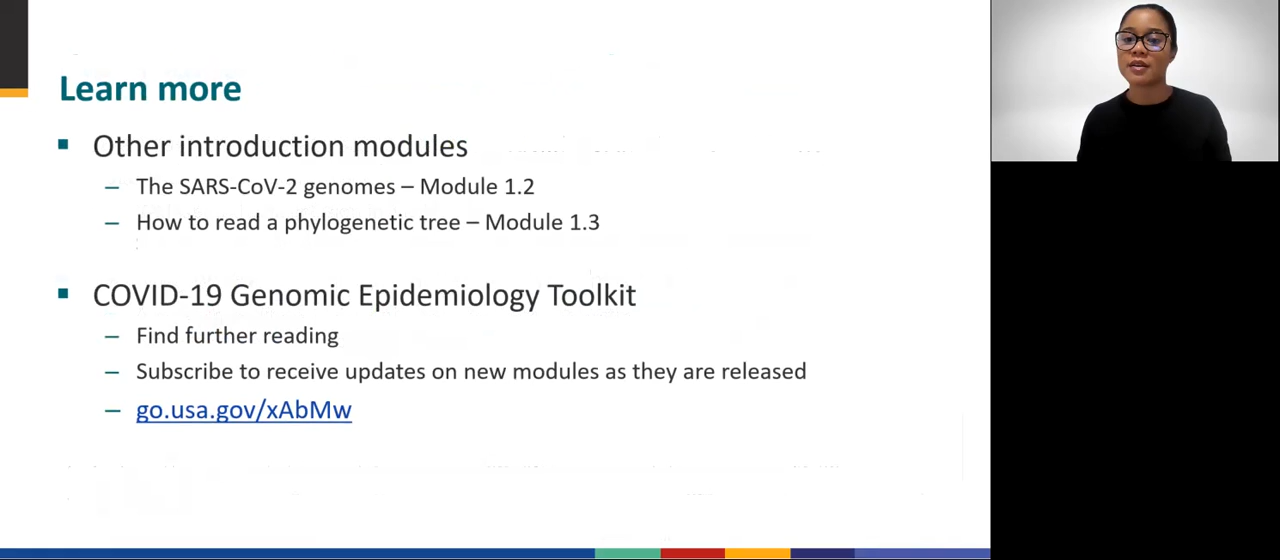 Learn more
Other introduction modules
– The SARS-CoV-2 genomes – Module 1.2
– How to read a phylogenetic tree – Module 1.3
COVID-19 Genomic Epidemiology Toolkit
– Find further reading
– Subscribe to receive updates on new modules as they are released
– go.usa.gov/xAbMw